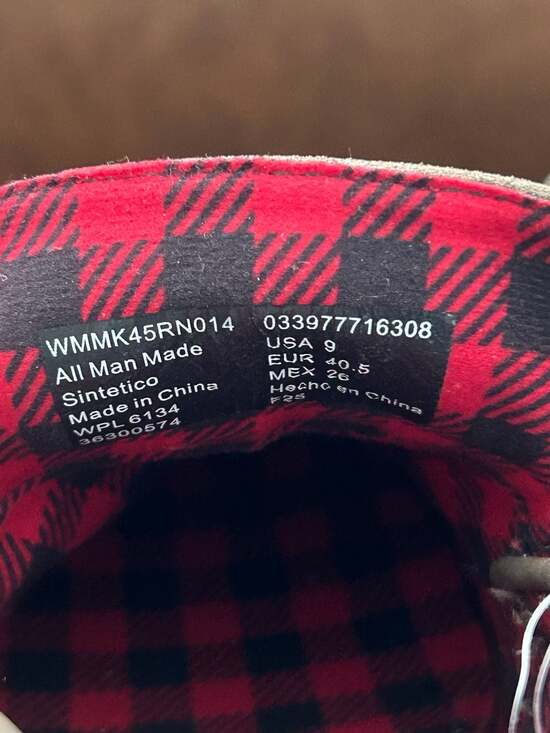 WMMK45RN014
All Man Made
Sintetico
Made in China
WPL 6134
36300574
033977716308
USA 9
EUR 40.5
MEX 26
Hecho en China
F25